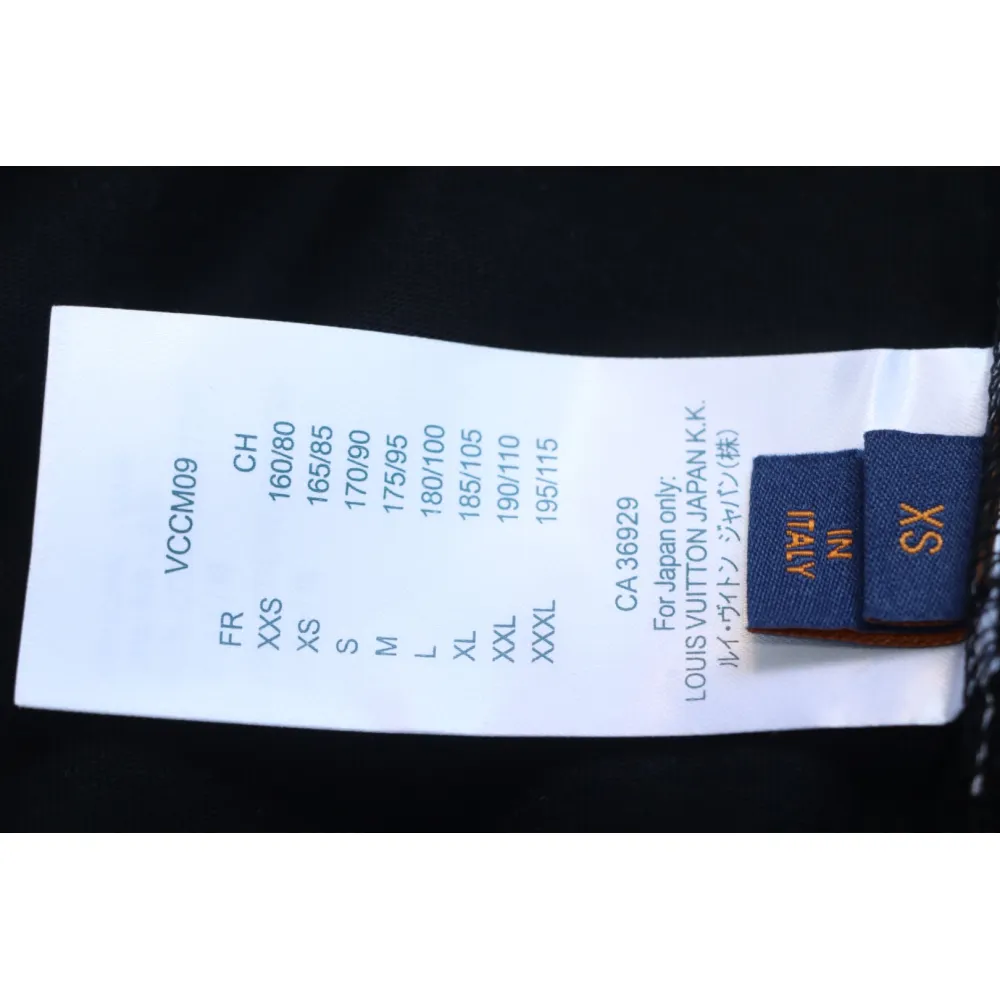 XS
IN
ITALY
ルイ・ヴィトン ジャパン(株)
LOUIS VUITTON JAPAN K.K.
For Japan only:
CA 36929
XXXL 195/115
XXL 190/110
XL 185/105
L 180/100
M 175/95
S 170/90
XS 165/85
XXS 160/80
FR CH
VCCM09